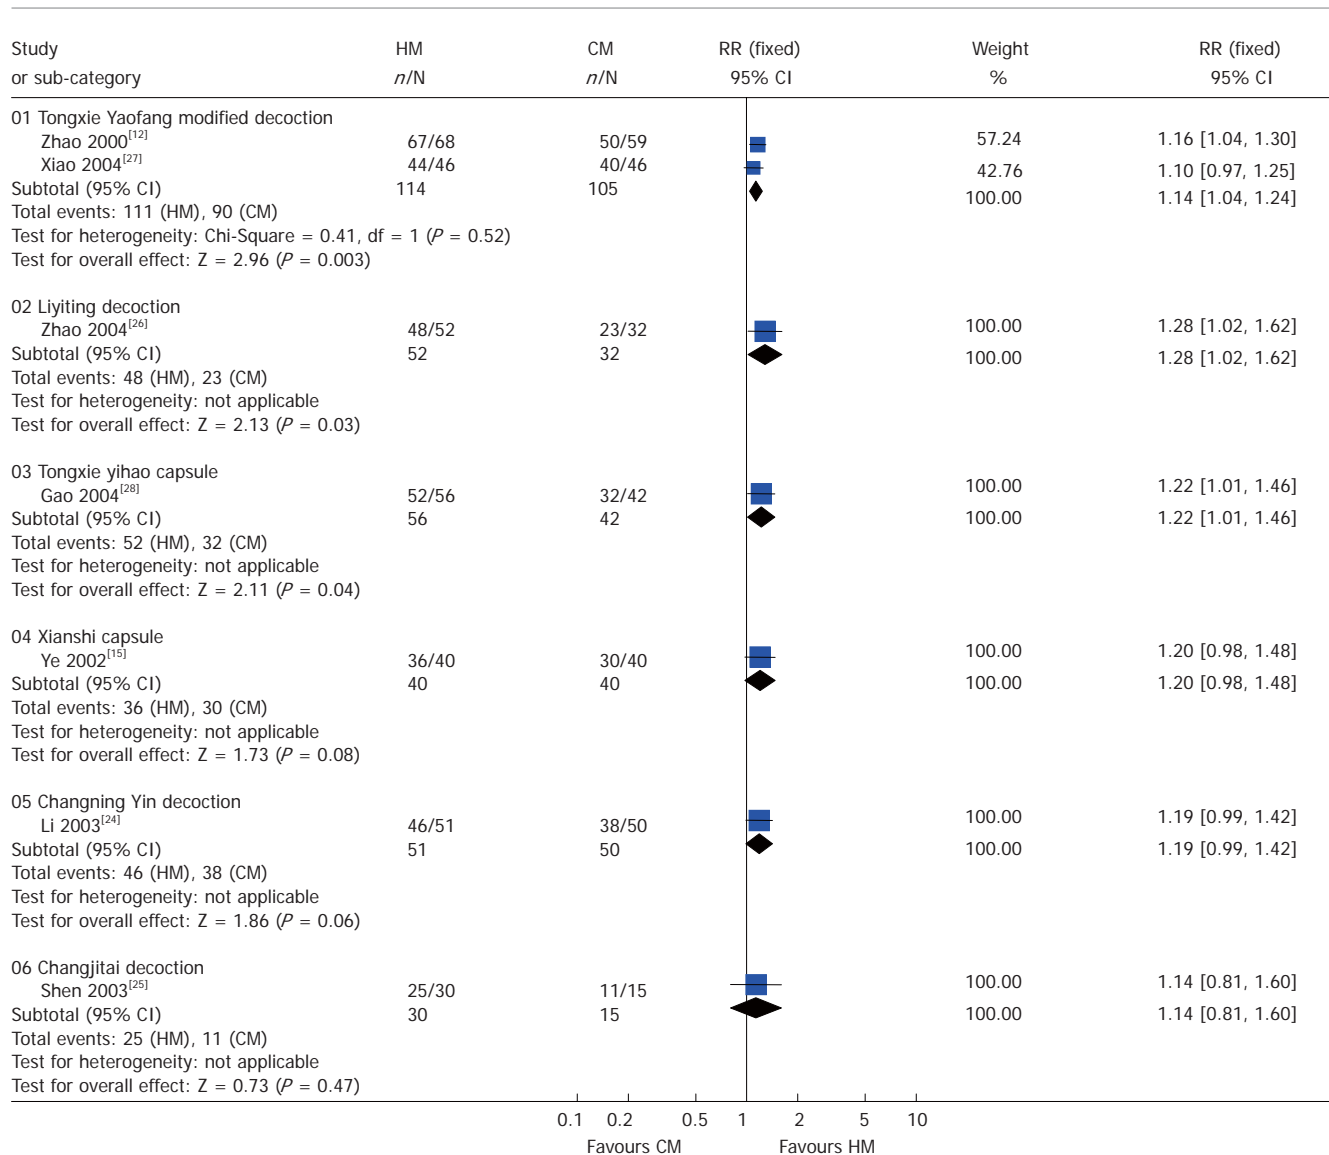 Study HM CM RR (fixed) Weight RR (fixed)
or sub-category n/N n/N 95% CI % 95% CI
01 Tongxie Yaofang modified decoction
Zhao 2000[12] 67/68 50/59 57.24 1.16 [1.04, 1.30]
Xiao 2004[27] 44/46 40/46 42.76 1.10 [0.97, 1.25]
Subtotal (95% CI) 114 105 100.00 1.14 [1.04, 1.24]
Total events: 111 (HM), 90 (CM)
Test for heterogeneity: Chi-Square = 0.41, df = 1 (P = 0.52)
Test for overall effect: Z = 2.96 (P = 0.003)
02 Liyiting decoction
Zhao 2004[26] 48/52 23/32 100.00 1.28 [1.02, 1.62]
Subtotal (95% CI) 52 32 100.00 1.28 [1.02, 1.62]
Total events: 48 (HM), 23 (CM)
Test for heterogeneity: not applicable
Test for overall effect: Z = 2.13 (P = 0.03)
03 Tongxie yihao capsule
Gao 2004[28] 52/56 32/42 100.00 1.22 [1.01, 1.46]
Subtotal (95% CI) 56 42 100.00 1.22 [1.01, 1.46]
Total events: 52 (HM), 32 (CM)
Test for heterogeneity: not applicable
Test for overall effect: Z = 2.11 (P = 0.04)
04 Xianshi capsule
Ye 2002[15] 36/40 30/40 100.00 1.20 [0.98, 1.48]
Subtotal (95% CI) 40 40 100.00 1.20 [0.98, 1.48]
Total events: 36 (HM), 30 (CM)
Test for heterogeneity: not applicable
Test for overall effect: Z = 1.73 (P = 0.08)
05 Changning Yin decoction
Li 2003[24] 46/51 38/50 100.00 1.19 [0.99, 1.42]
Subtotal (95% CI) 51 50 100.00 1.19 [0.99, 1.42]
Total events: 46 (HM), 38 (CM)
Test for heterogeneity: not applicable
Test for overall effect: Z = 1.86 (P = 0.06)
06 Changjitai decoction
Shen 2003[25] 25/30 11/15 100.00 1.14 [0.81, 1.60]
Subtotal (95% CI) 30 15 100.00 1.14 [0.81, 1.60]
Total events: 25 (HM), 11 (CM)
Test for heterogeneity: not applicable
Test for overall effect: Z = 0.73 (P = 0.47)
0.1 0.2 0.5 1 2 5 10
Favours CM Favours HM